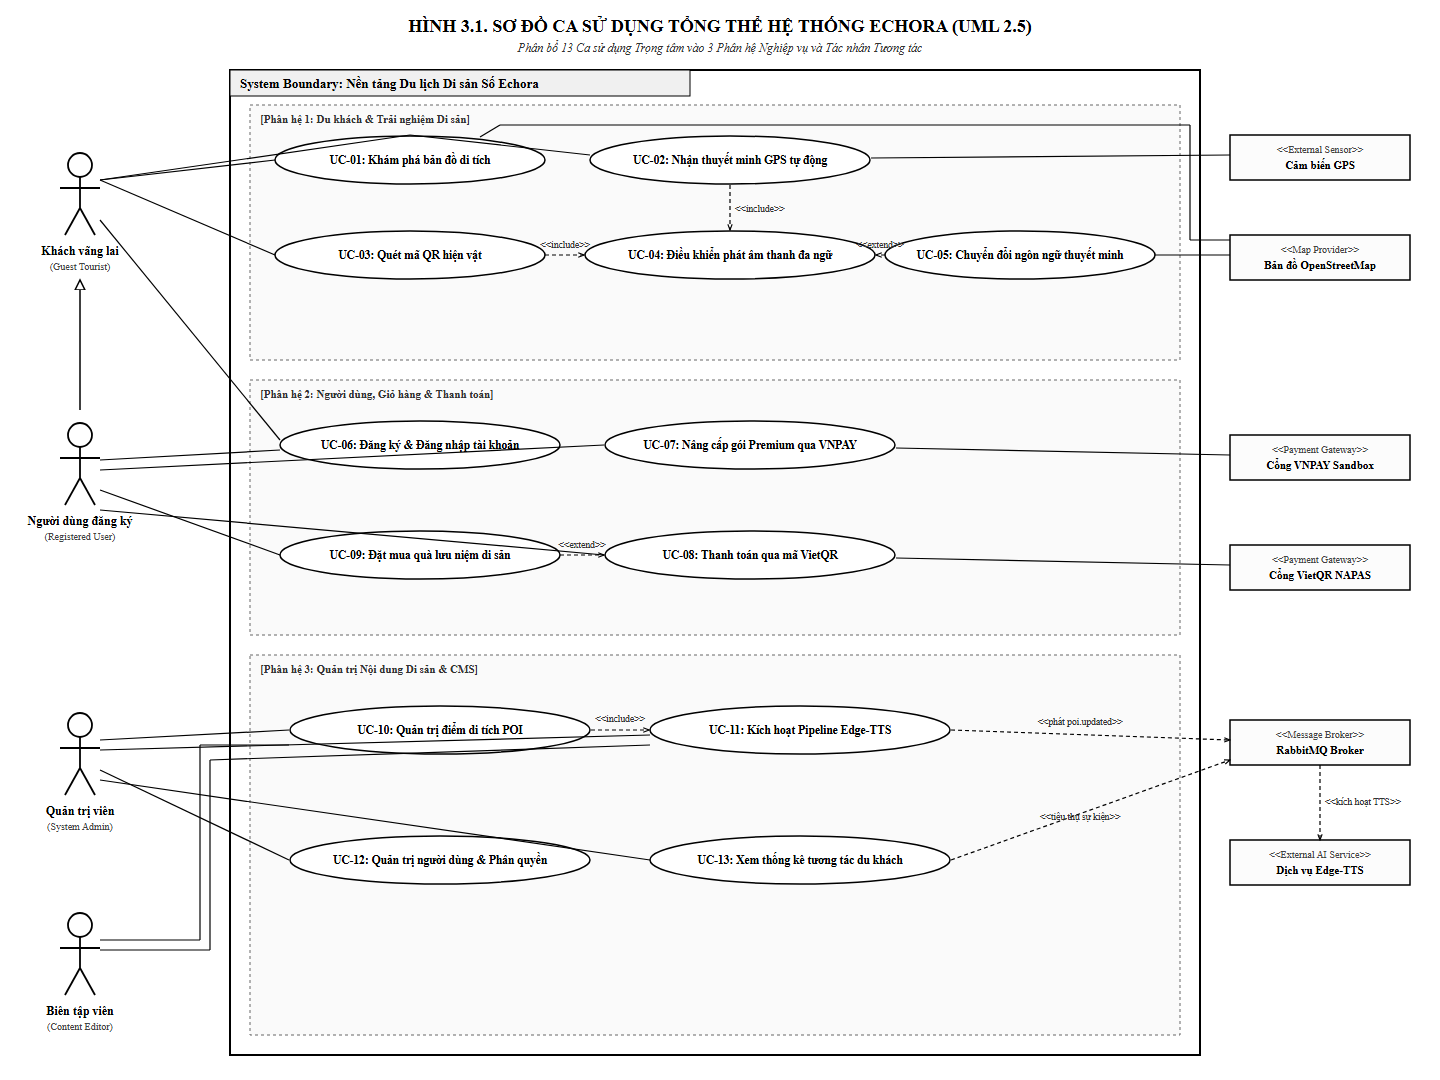 HÌNH 3.1. SƠ ĐỒ CA SỬ DỤNG TỔNG THỂ HỆ THỐNG ECHORA (UML 2.5)
Phân bổ 13 Ca sử dụng Trọng tâm vào 3 Phân hệ Nghiệp vụ và Tác nhân Tương tác
System Boundary: Nền tảng Du lịch Di sản Số Echora
[Phân hệ 1: Du khách & Trải nghiệm Di sản]
UC-01: Khám phá bản đồ di tích
UC-02: Nhận thuyết minh GPS tự động
<<External Sensor>>
Cảm biến GPS
<<include>>
Khách vãng lai
(Guest Tourist)
UC-03: Quét mã QR hiện vật
<<include>>
UC-04: Điều khiển phát âm thanh đa ngữ
<<extend>>
UC-05: Chuyển đổi ngôn ngữ thuyết minh
<<Map Provider>>
Bản đồ OpenStreetMap
[Phân hệ 2: Người dùng, Giỏ hàng & Thanh toán]
UC-06: Đăng ký & Đăng nhập tài khoản
UC-07: Nâng cấp gói Premium qua VNPAY
<<Payment Gateway>>
Cổng VNPAY Sandbox
Người dùng đăng ký
(Registered User)
UC-09: Đặt mua quà lưu niệm di sản
<<extend>>
UC-08: Thanh toán qua mã VietQR
<<Payment Gateway>>
Cổng VietQR NAPAS
[Phân hệ 3: Quản trị Nội dung Di sản & CMS]
UC-10: Quản trị điểm di tích POI
<<include>>
UC-11: Kích hoạt Pipeline Edge-TTS
<<phát poi.updated>>
<<Message Broker>>
RabbitMQ Broker
Quản trị viên
(System Admin)
<<kích hoạt TTS>>
<<tiêu thụ sự kiện>>
UC-12: Quản trị người dùng & Phân quyền
UC-13: Xem thống kê tương tác du khách
<<External AI Service>>
Dịch vụ Edge-TTS
Biên tập viên
(Content Editor)